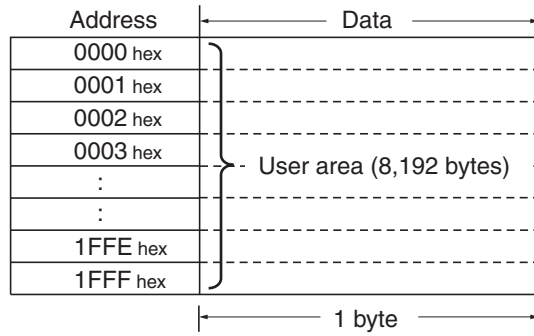 Address Data
0000 hex
0001 hex
0002 hex
0003 hex
User area (8,192 bytes)
:
:
1FFE hex
1FFF hex
1 byte